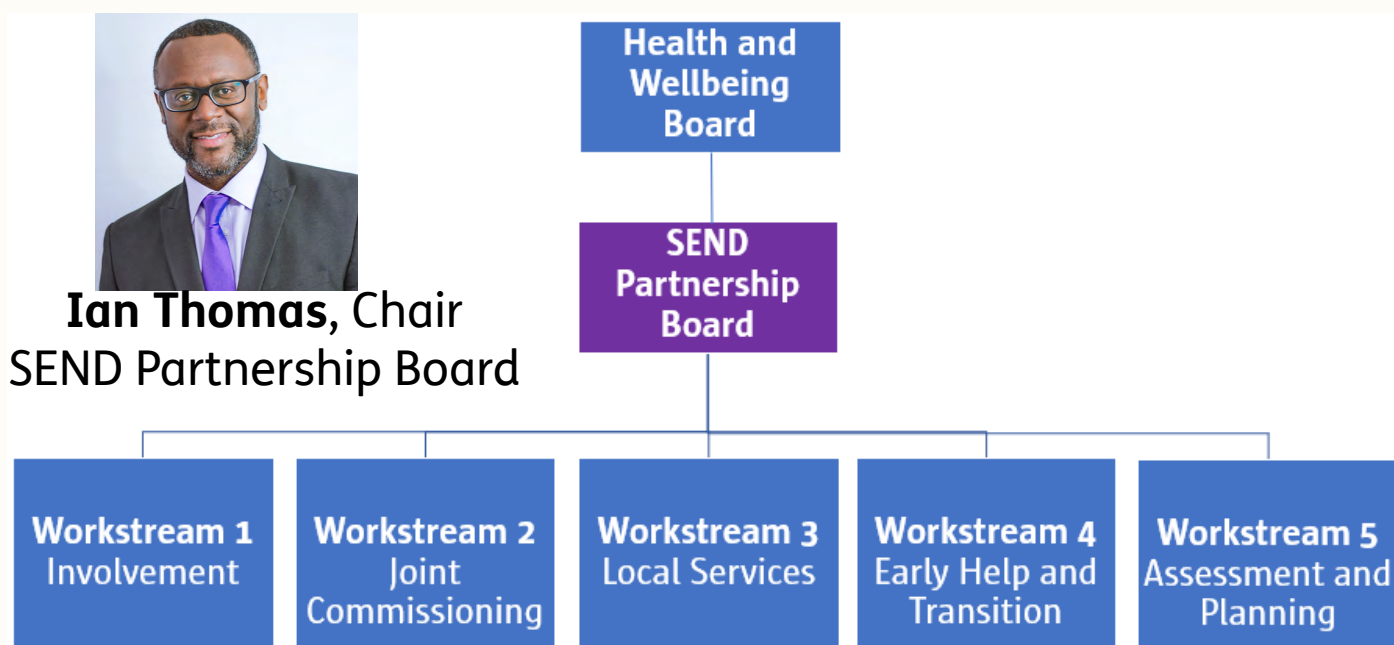 Health and
Wellbeing
Board
SEND
Partnership
Board
Ian Thomas, Chair
SEND Partnership Board
Workstream 1
Involvement
Workstream 2
Joint
Commissioning
Workstream 3
Local Services
Workstream 4
Early Help and
Transition
Workstream 5
Assessment and
Planning